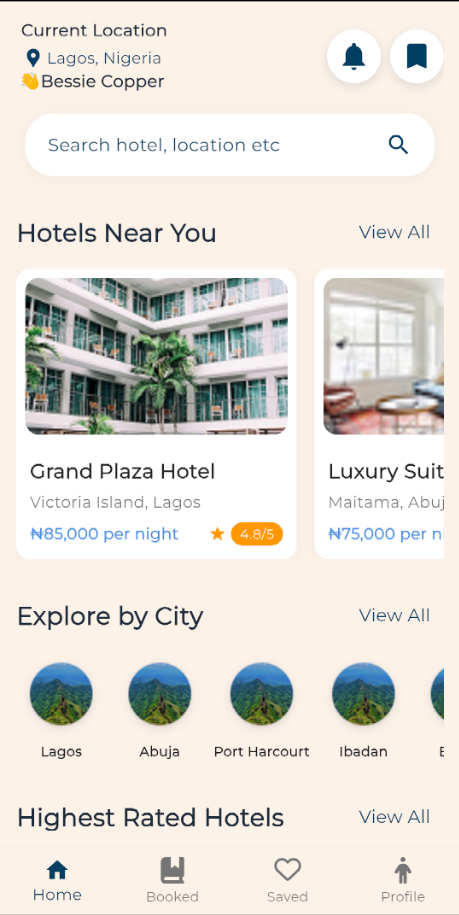 Current Location
Lagos, Nigeria
👋Bessie Copper
Search hotel, location etc
Hotels Near You
View All
Grand Plaza Hotel
Victoria Island, Lagos
₦85,000 per night
4.8/5
Luxury Suit
Maitama, Abuj
₦75,000 per n
Explore by City
View All
Lagos
Abuja
Port Harcourt
Ibadan
Highest Rated Hotels
View All
Home
Booked
Saved
Profile